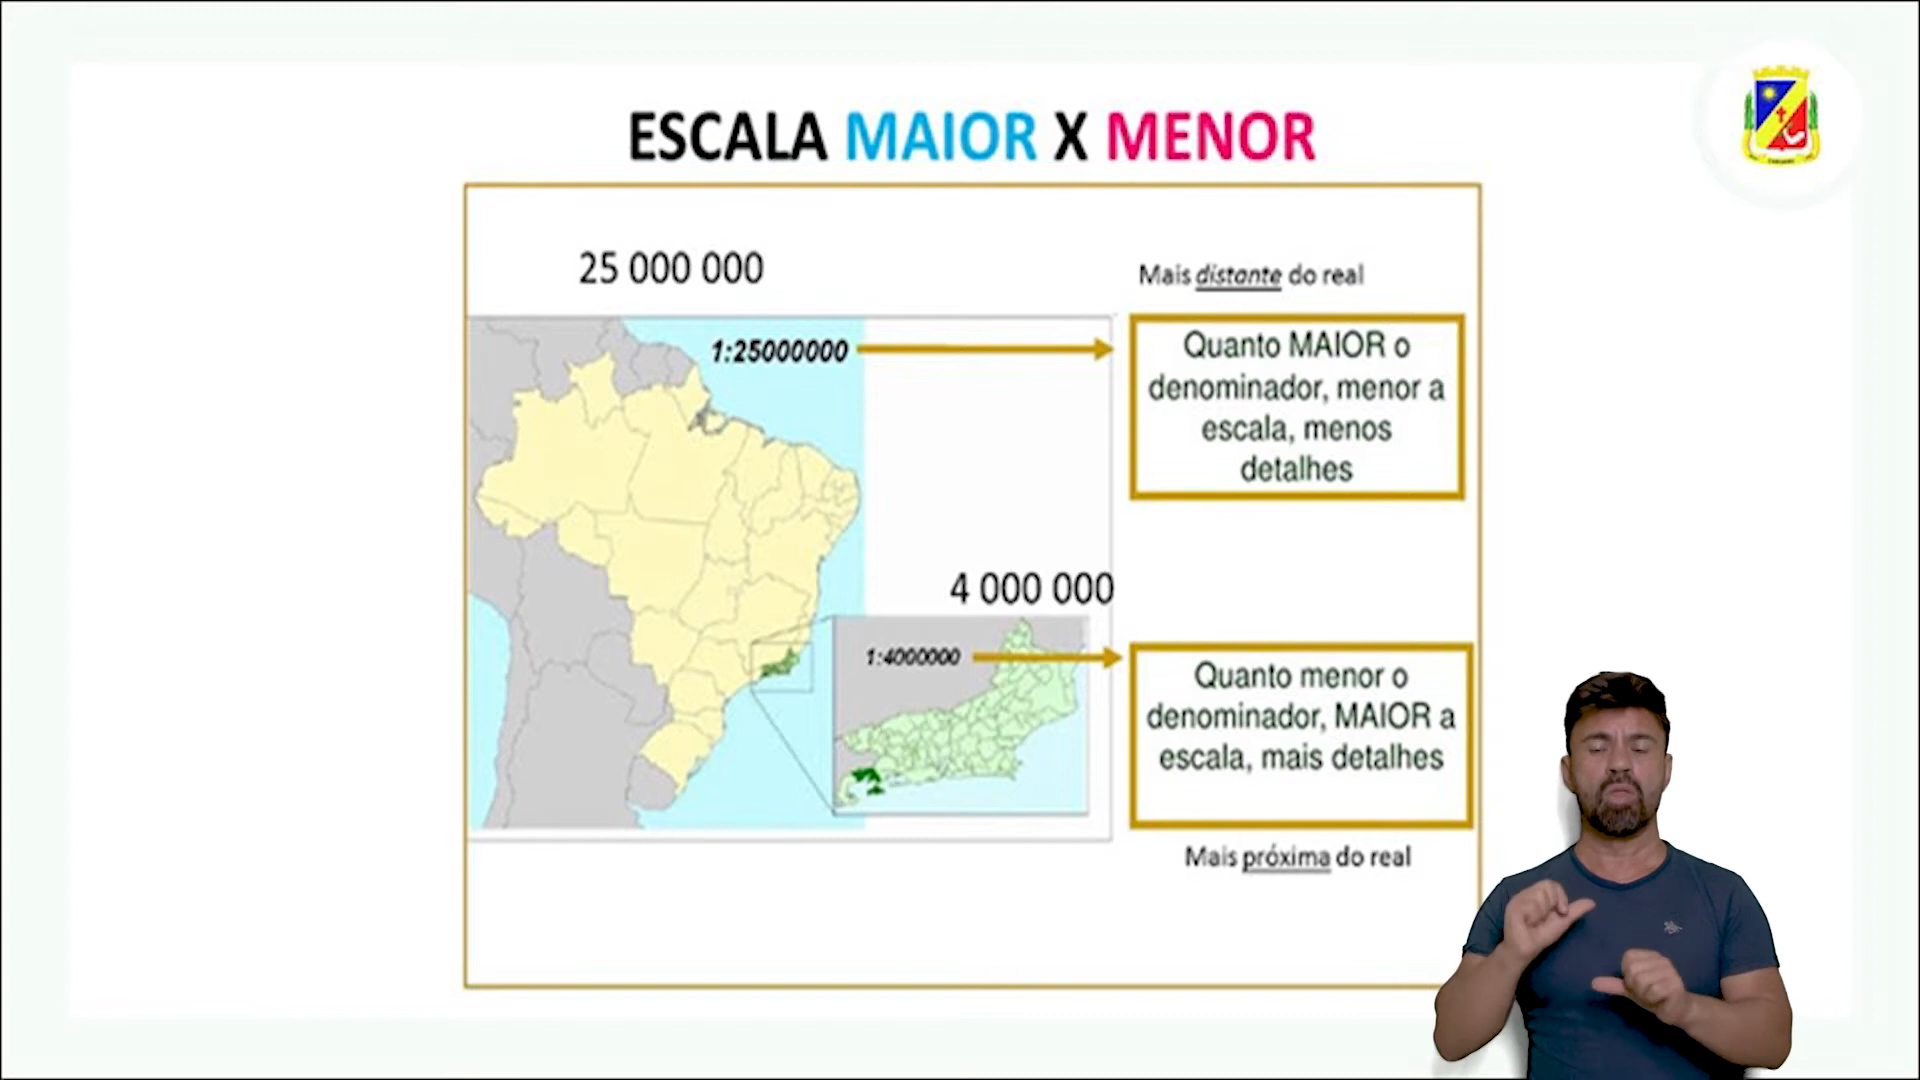 ESCALA MAIOR X MENOR
25 000 000
Mais distante do real
1:25000000
Quanto MAIOR o
denominador, menor a
escala, menos
detalhes
4 000 000
1:4000000
Quanto menor o
denominador, MAIOR a
escala, mais detalhes
Mais próxima do real